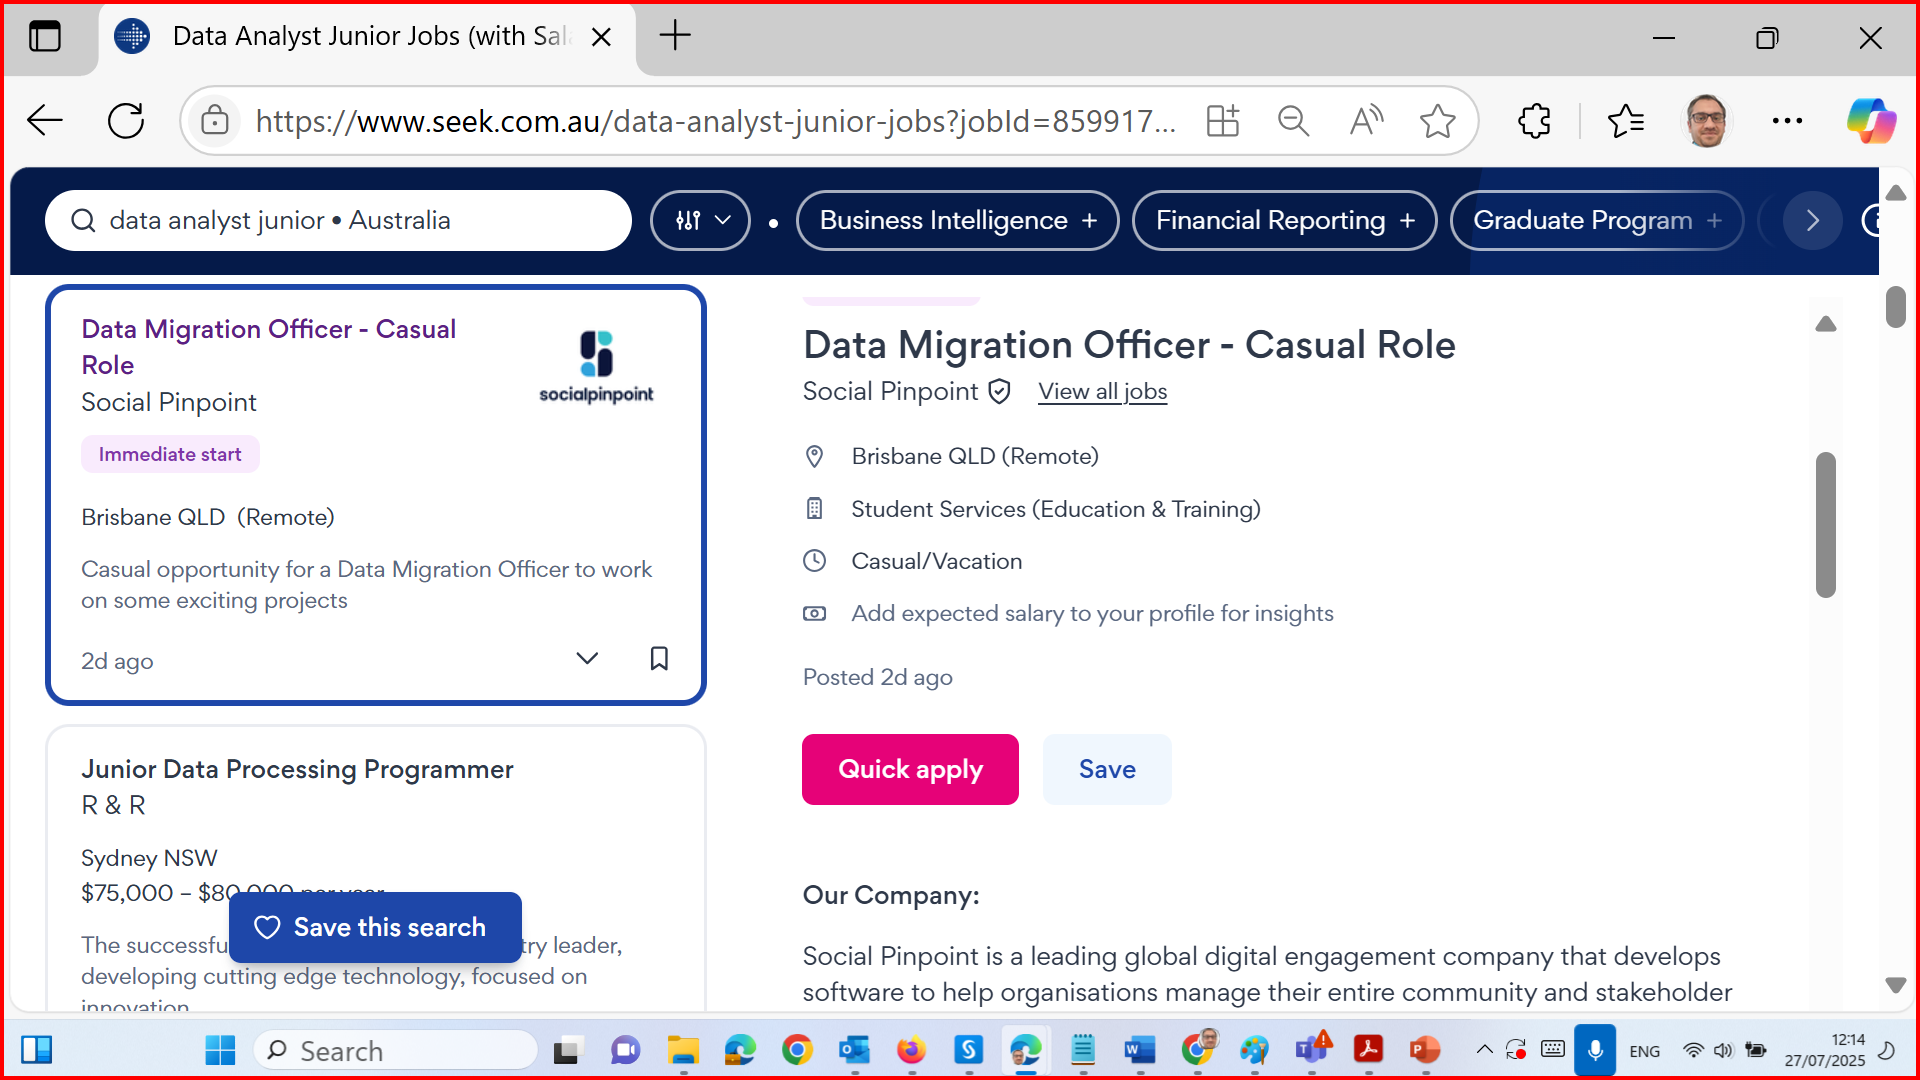 Data Analyst Junior Jobs (with Sal
https://www.seek.com.au/data-analyst-junior-jobs?jobId=859917...
data analyst junior • Australia
Business Intelligence +
Financial Reporting +
Graduate Program +
Data Migration Officer - Casual
Role
Social Pinpoint
socialpinpoint
Immediate start
Brisbane QLD (Remote)
Casual opportunity for a Data Migration Officer to work
on some exciting projects
2d ago
Junior Data Processing Programmer
R & R
Sydney NSW
$75,000 – $80,000 per year
Save this search
The successfu
try leader,
developing cutting edge technology, focused on
innovation
Data Migration Officer - Casual Role
Social Pinpoint
View all jobs
Brisbane QLD (Remote)
Student Services (Education & Training)
Casual/Vacation
Add expected salary to your profile for insights
Posted 2d ago
Quick apply
Save
Our Company:
Social Pinpoint is a leading global digital engagement company that develops
software to help organisations manage their entire community and stakeholder
Search
ENG
12:14
27/07/2025